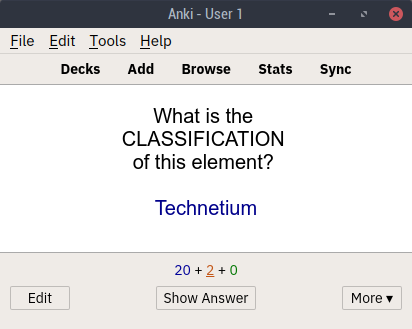 Anki - User 1
File Edit Tools Help
Decks Add Browse Stats Sync
What is the
CLASSIFICATION
of this element?
Technetium
20 + 2 + 0
Edit Show Answer More ▾